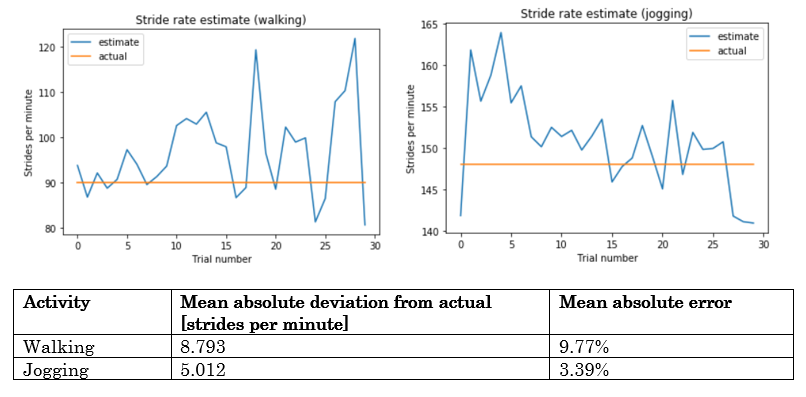 Stride rate estimate (walking)
estimate
actual
120
110
100
90
80
Strides per minute
0 5 10 15 20 25 30
Trial number
Stride rate estimate (jogging)
estimate
actual
165
160
155
150
145
140
Strides per minute
0 5 10 15 20 25 30
Trial number
Activity Mean absolute deviation from actual [strides per minute] Mean absolute error
Walking 8.793 9.77%
Jogging 5.012 3.39%